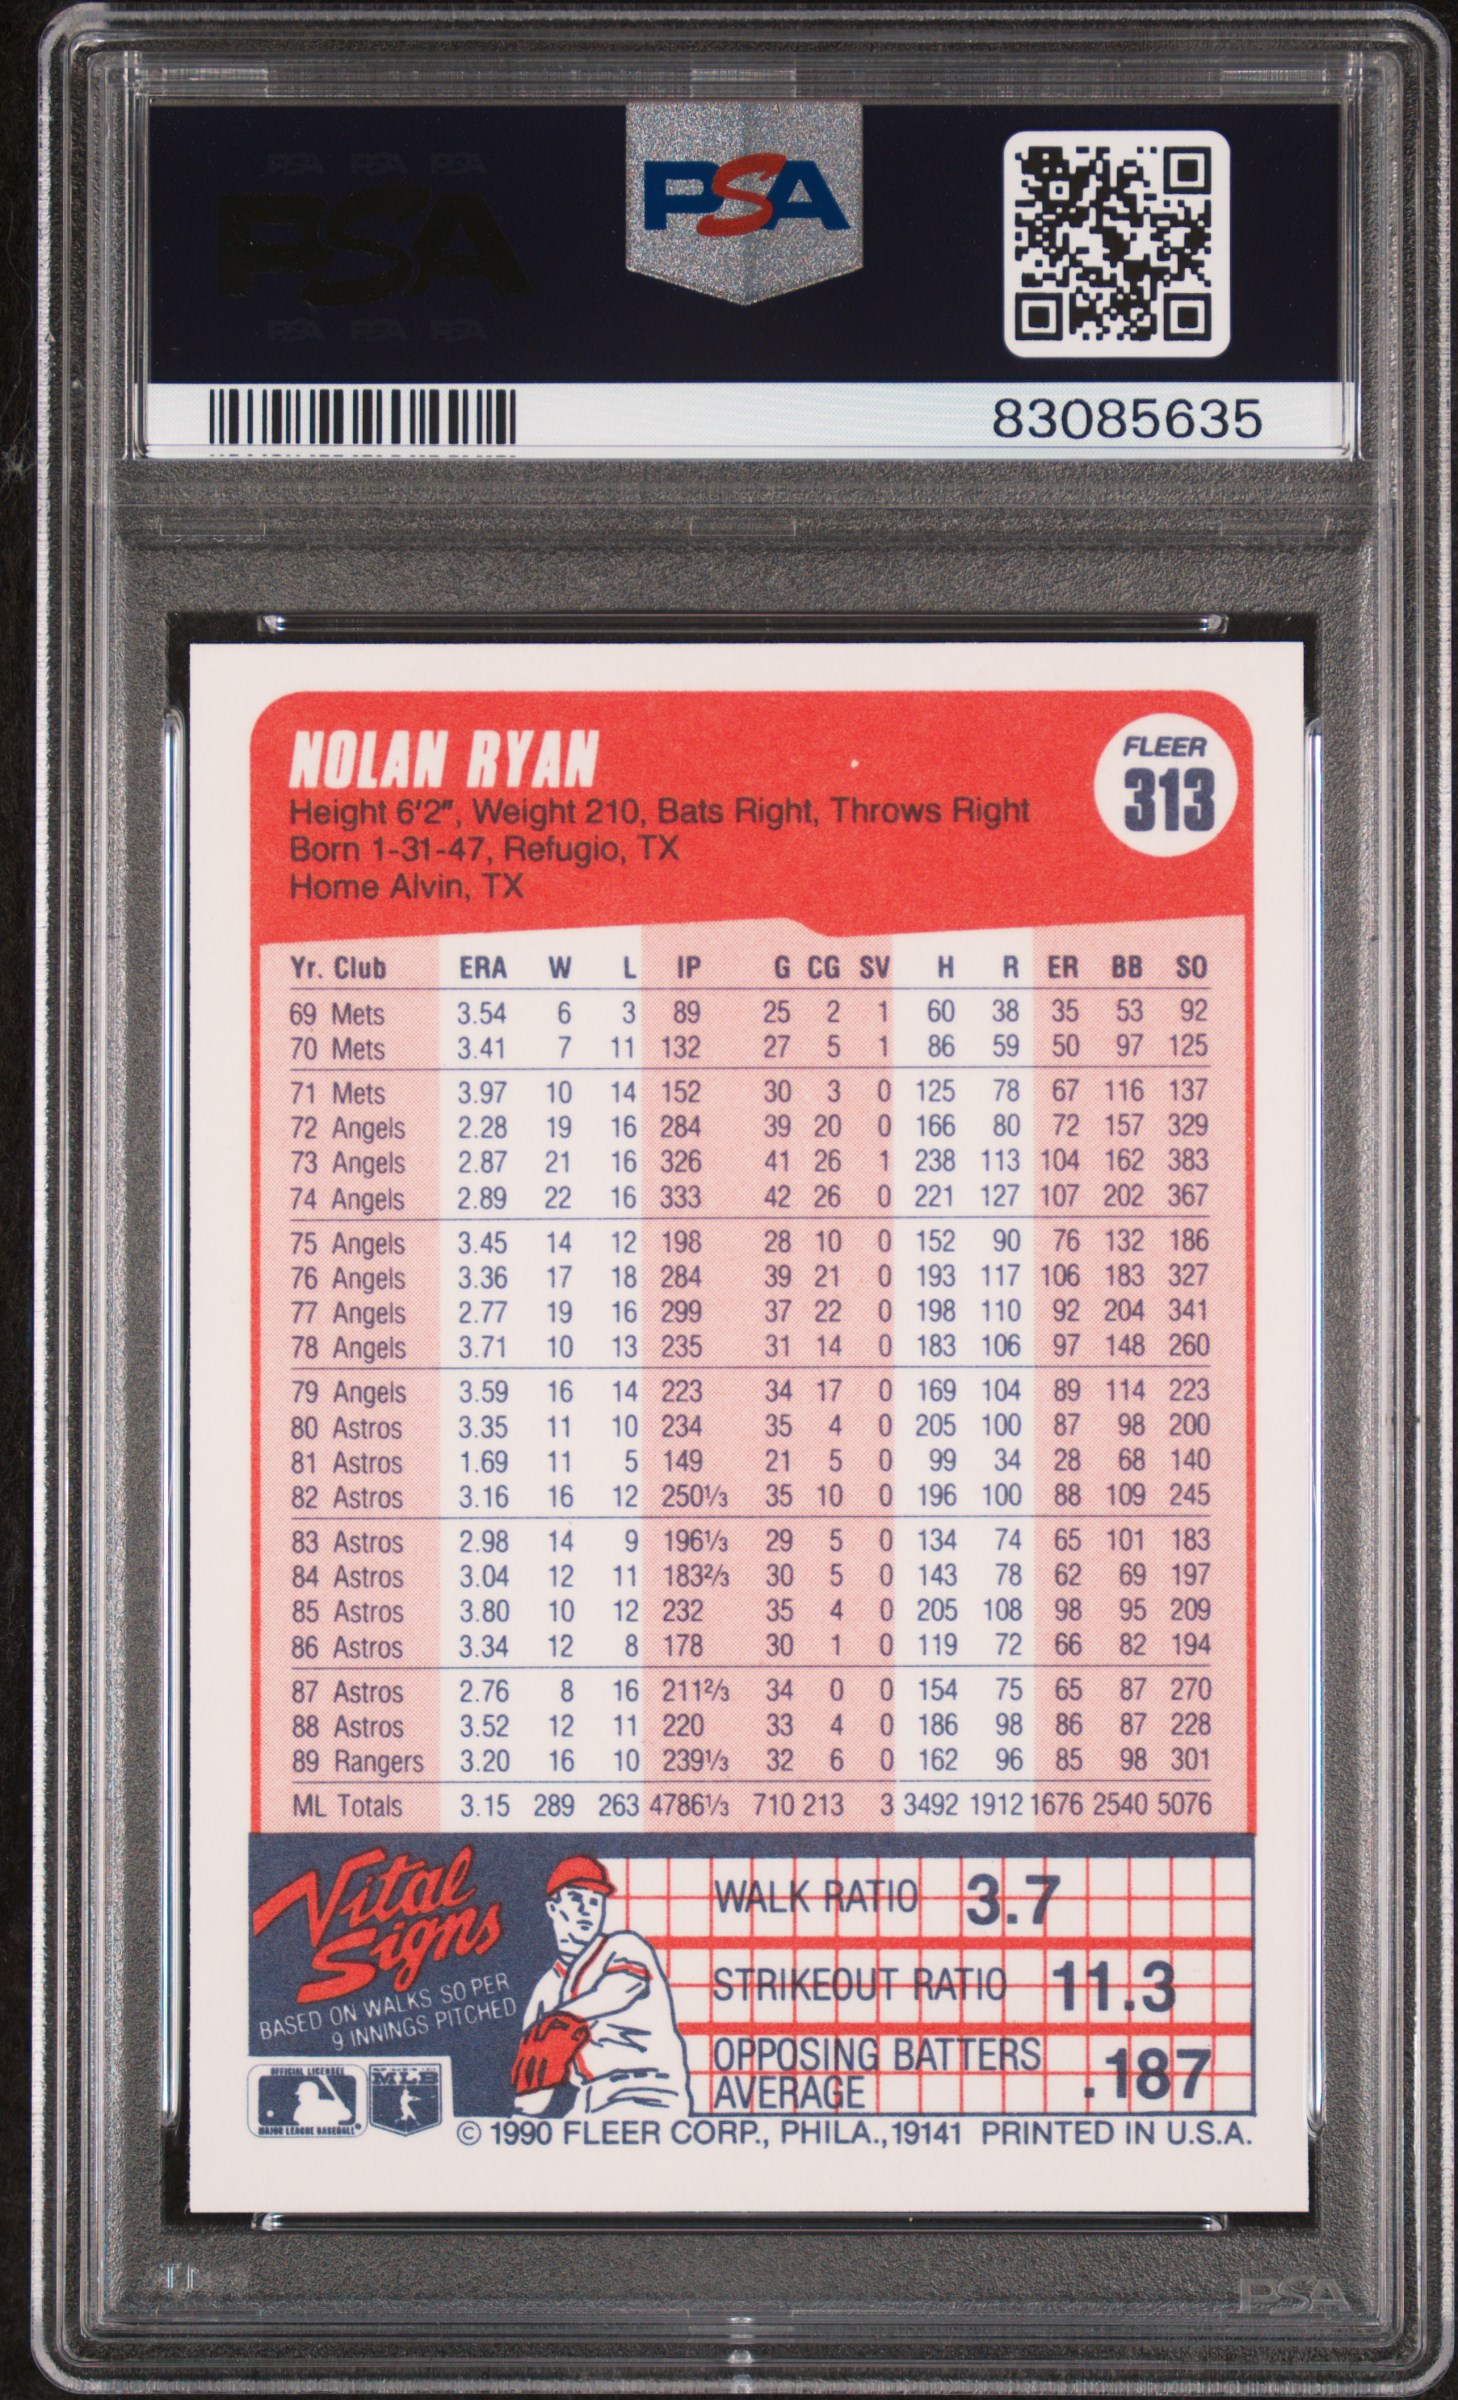 PSA PSA PSA
PSA
PSA PSA PSA
PSA
83085635
NOLAN RYAN
FLEER
313
Height 6'2", Weight 210, Bats Right, Throws Right
Born 1-31-47, Refugio, TX
Home Alvin, TX
Yr. Club ERA W L IP G CG SV H R ER BB SO
69 Mets 3.54 6 3 89 25 2 1 60 38 35 53 92
70 Mets 3.41 7 11 132 27 5 1 86 59 50 97 125
71 Mets 3.97 10 14 152 30 3 0 125 78 67 116 137
72 Angels 2.28 19 16 284 39 20 0 166 80 72 157 329
73 Angels 2.87 21 16 326 41 26 1 238 113 104 162 383
74 Angels 2.89 22 16 333 42 26 0 221 127 107 202 367
75 Angels 3.45 14 12 198 28 10 0 152 90 76 132 186
76 Angels 3.36 17 18 284 39 21 0 193 117 106 183 327
77 Angels 2.77 19 16 299 37 22 0 198 110 92 204 341
78 Angels 3.71 10 13 235 31 14 0 183 106 97 148 260
79 Angels 3.59 16 14 223 34 17 0 169 104 89 114 223
80 Astros 3.35 11 10 234 35 4 0 205 100 87 98 200
81 Astros 1.69 11 5 149 21 5 0 99 34 28 68 140
82 Astros 3.16 16 12 250⅓ 35 10 0 196 100 88 109 245
83 Astros 2.98 14 9 196⅓ 29 5 0 134 74 65 101 183
84 Astros 3.04 12 11 183⅔ 30 5 0 143 78 62 69 197
85 Astros 3.80 10 12 232 35 4 0 205 108 98 95 209
86 Astros 3.34 12 8 178 30 1 0 119 72 66 82 194
87 Astros 2.76 8 16 211⅔ 34 0 0 154 75 65 87 270
88 Astros 3.52 12 11 220 33 4 0 186 98 86 87 228
89 Rangers 3.20 16 10 239⅓ 32 6 0 162 96 85 98 301
ML Totals 3.15 289 263 4786⅓ 710 213 3 3492 1912 1676 2540 5076
Vital
Signs
BASED ON WALKS SO PER
9 INNINGS PITCHED
WALK RATIO 3.7
STRIKEOUT RATIO 11.3
OPPOSING BATTERS
AVERAGE .187
OFFICIAL LICENSEE
MAJOR LEAGUE BASEBALL®
MLB
© 1990 FLEER CORP., PHILA., 19141 PRINTED IN U.S.A.
PSA